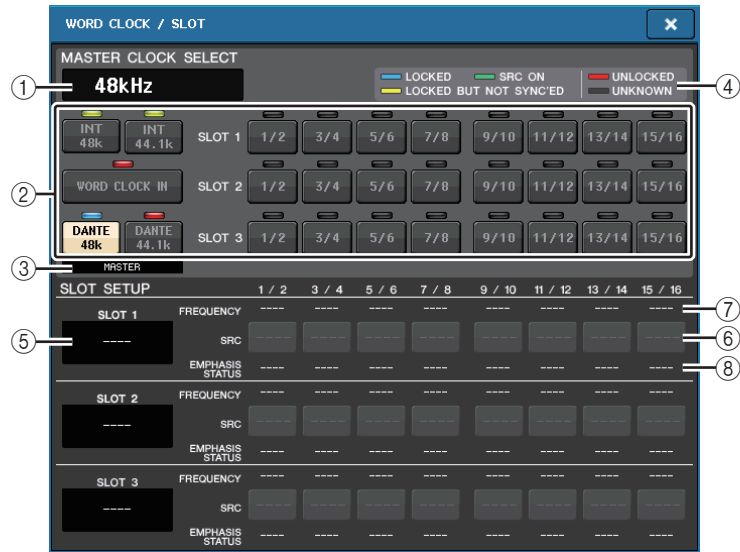 WORD CLOCK / SLOT ×
MASTER CLOCK SELECT
① 48kHz LOCKED SRC ON UNLOCKED ④
LOCKED BUT NOT SYNC'ED UNKNOWN
INT 48k INT 44.1k SLOT 1 1/2 3/4 5/6 7/8 9/10 11/12 13/14 15/16
② WORD CLOCK IN SLOT 2 1/2 3/4 5/6 7/8 9/10 11/12 13/14 15/16
DANTE 48k DANTE 44.1k SLOT 3 1/2 3/4 5/6 7/8 9/10 11/12 13/14 15/16
③ MASTER
SLOT SETUP 1 / 2 3 / 4 5 / 6 7 / 8 9 / 10 11 / 12 13 / 14 15 / 16
SLOT 1 FREQUENCY ---- ---- ---- ---- ---- ---- ---- ---- ⑦
⑤ ---- SRC ---- ---- ---- ---- ---- ---- ---- ---- ⑥
EMPHASIS STATUS ---- ---- ---- ---- ---- ---- ---- ---- ⑧
SLOT 2 FREQUENCY ---- ---- ---- ---- ---- ---- ---- ----
---- SRC ---- ---- ---- ---- ---- ---- ---- ----
EMPHASIS STATUS ---- ---- ---- ---- ---- ---- ---- ----
SLOT 3 FREQUENCY ---- ---- ---- ---- ---- ---- ---- ----
---- SRC ---- ---- ---- ---- ---- ---- ---- ----
EMPHASIS STATUS ---- ---- ---- ---- ---- ---- ---- ----